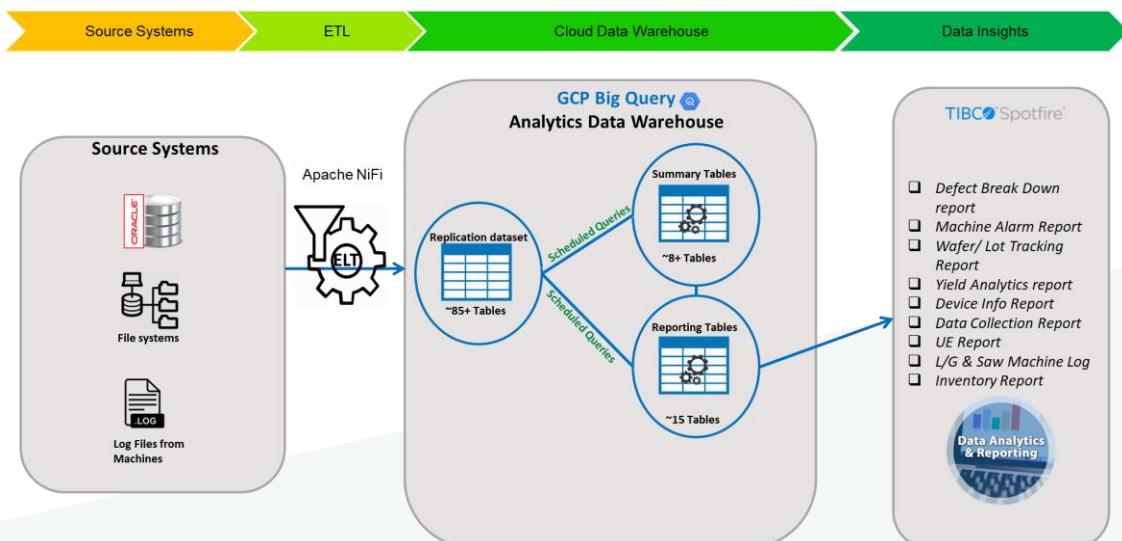 Source Systems
ETL
Cloud Data Warehouse
Data Insights
Source Systems
ORACLE
File systems
.LOG
Log Files from
Machines
Apache NiFi
ELT
GCP Big Query
Analytics Data Warehouse
Replication dataset
~85+ Tables
Scheduled Queries
Scheduled Queries
Summary Tables
~8+ Tables
Reporting Tables
~15 Tables
TIBCO Spotfire
Defect Break Down
report
Machine Alarm Report
Wafer/ Lot Tracking
Report
Yield Analytics report
Device Info Report
Data Collection Report
UE Report
L/G & Saw Machine Log
Inventory Report
Data Analytics
& Reporting